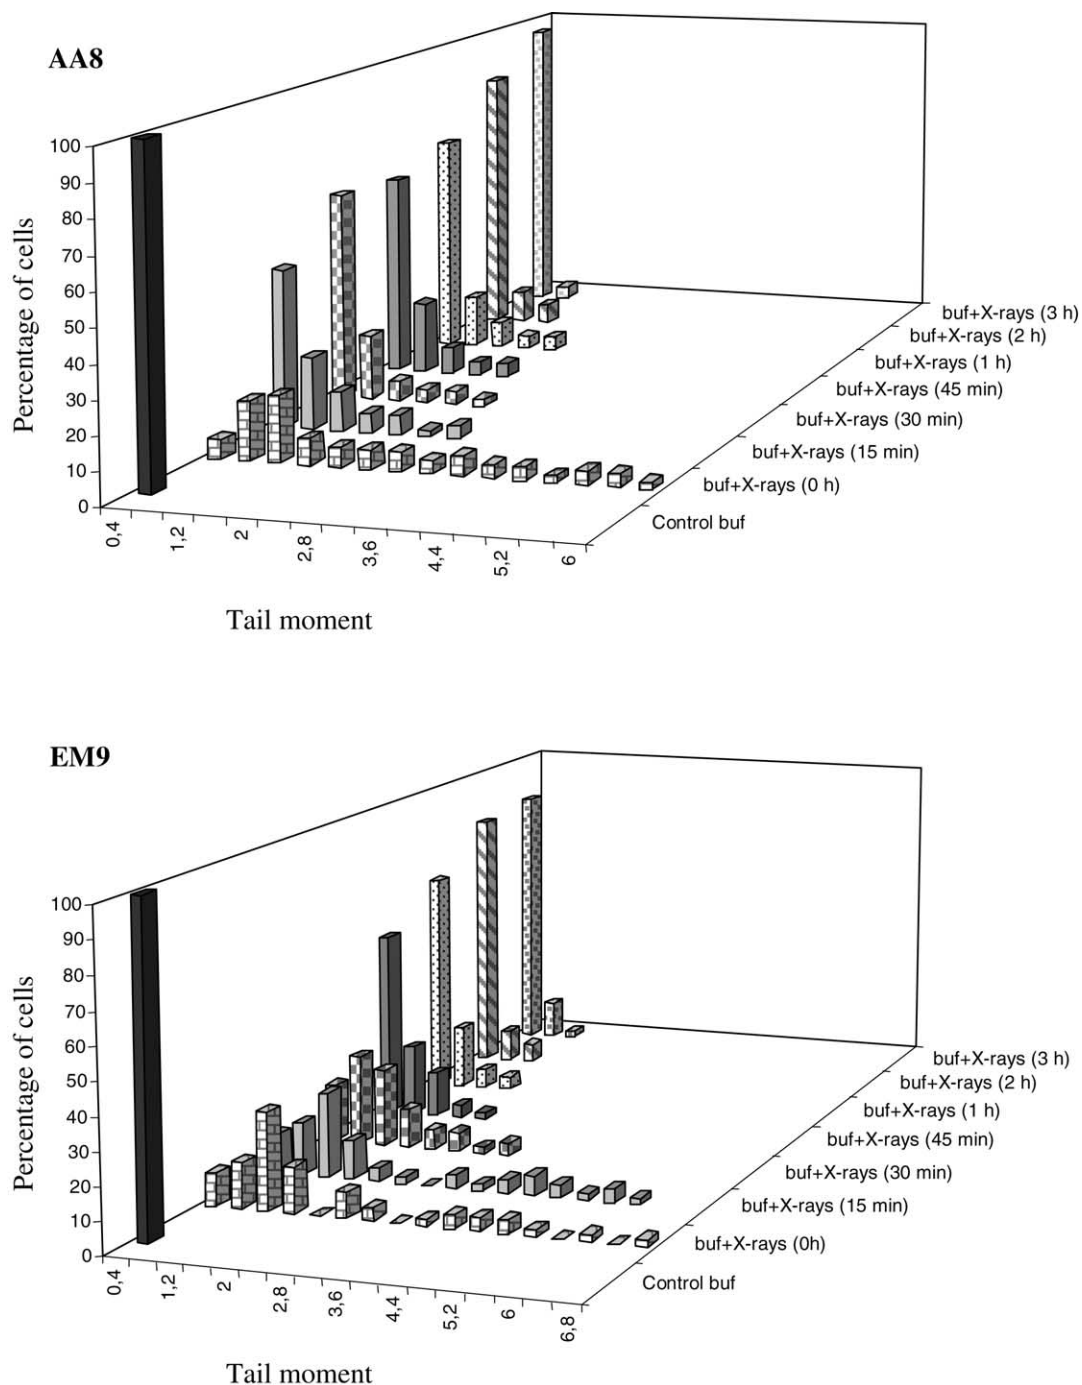 AA8
Percentage of cells
100
90
80
70
60
50
40
30
20
10
0
0,4
1,2
2
2,8
3,6
4,4
5,2
6
Tail moment
buf+X-rays (3 h)
buf+X-rays (2 h)
buf+X-rays (1 h)
buf+X-rays (45 min)
buf+X-rays (30 min)
buf+X-rays (15 min)
buf+X-rays (0 h)
Control buf
EM9
Percentage of cells
100
90
80
70
60
50
40
30
20
10
0
0,4
1,2
2
2,8
3,6
4,4
5,2
6
6,8
Tail moment
buf+X-rays (3 h)
buf+X-rays (2 h)
buf+X-rays (1 h)
buf+X-rays (45 min)
buf+X-rays (30 min)
buf+X-rays (15 min)
buf+X-rays (0h)
Control buf